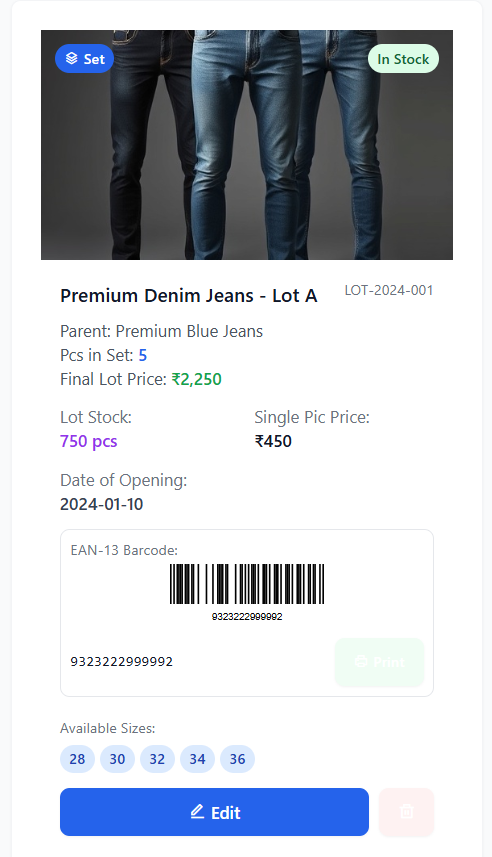 Set
In Stock
Premium Denim Jeans - Lot A
LOT-2024-001
Parent: Premium Blue Jeans
Pcs in Set: 5
Final Lot Price: ₹2,250
Lot Stock:
Single Pic Price:
750 pcs
₹450
Date of Opening:
2024-01-10
EAN-13 Barcode:
9323222999992
9323222999992
Print
Available Sizes:
28 30 32 34 36
Edit